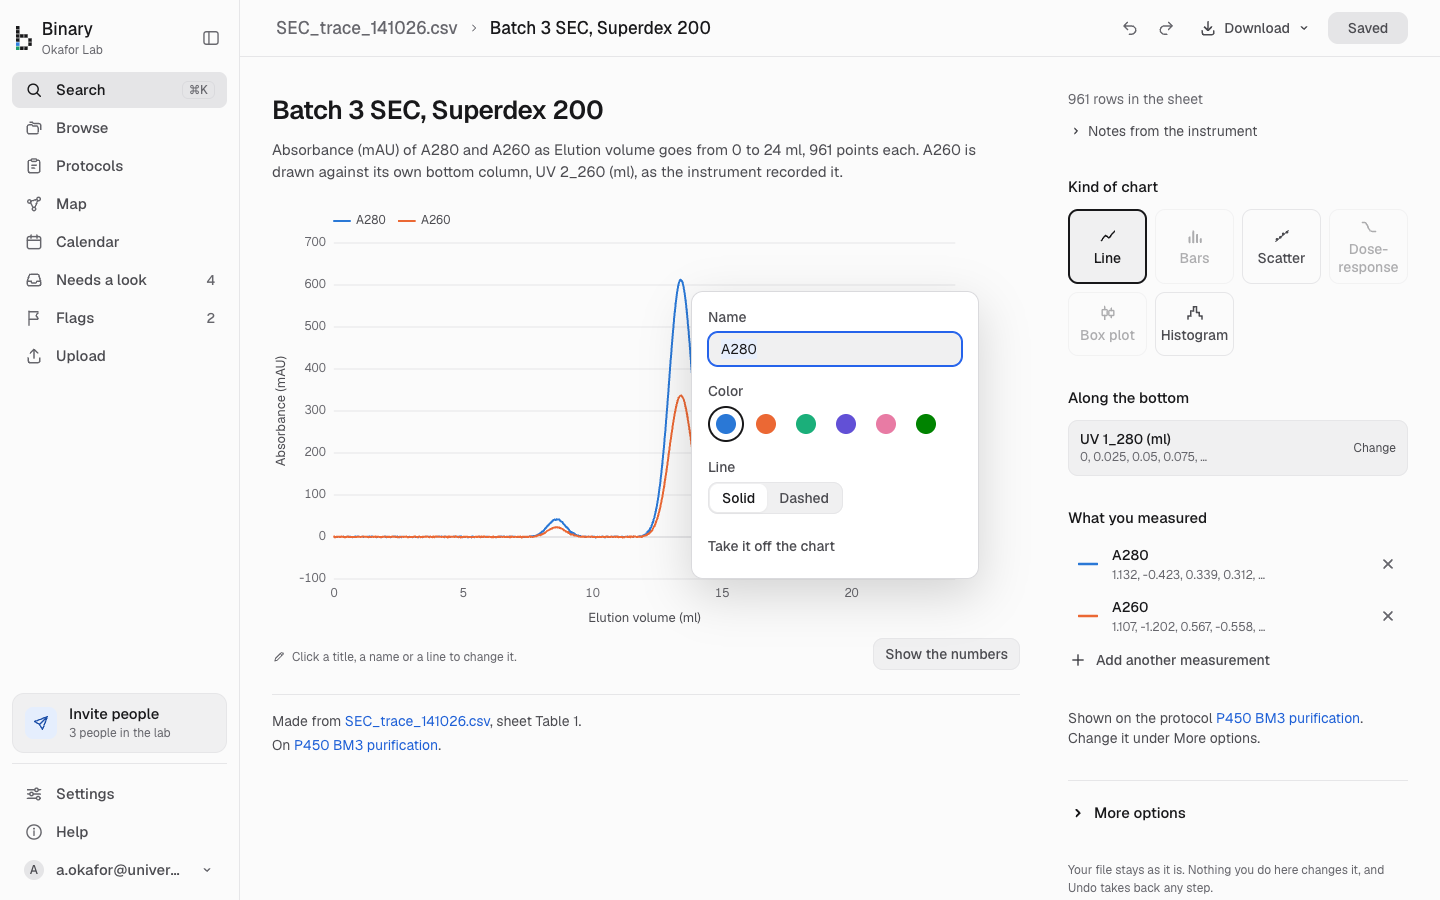 Binary
Okafor Lab
Search ⌘K
Browse
Protocols
Map
Calendar
Needs a look 4
Flags 2
Upload
Invite people
3 people in the lab
Settings
Help
A a.okafor@univer...
SEC_trace_141026.csv › Batch 3 SEC, Superdex 200
Download
Saved
Batch 3 SEC, Superdex 200
Absorbance (mAU) of A280 and A260 as Elution volume goes from 0 to 24 ml, 961 points each. A260 is
drawn against its own bottom column, UV 2_260 (ml), as the instrument recorded it.
A280 A260
700
600
500
400
300
200
100
0
-100
Absorbance (mAU)
0 5 10 15 20
Elution volume (ml)
Name
A280
Color
Line
Solid Dashed
Take it off the chart
Click a title, a name or a line to change it.
Show the numbers
Made from SEC_trace_141026.csv, sheet Table 1.
On P450 BM3 purification.
961 rows in the sheet
Notes from the instrument
Kind of chart
Line
Bars
Scatter
Dose-
response
Box plot
Histogram
Along the bottom
UV 1_280 (ml)
0, 0.025, 0.05, 0.075, ...
Change
What you measured
A280
1.132, -0.423, 0.339, 0.312, ...
A260
1.107, -1.202, 0.567, -0.558, ...
Add another measurement
Shown on the protocol P450 BM3 purification.
Change it under More options.
More options
Your file stays as it is. Nothing you do here changes it, and
Undo takes back any step.